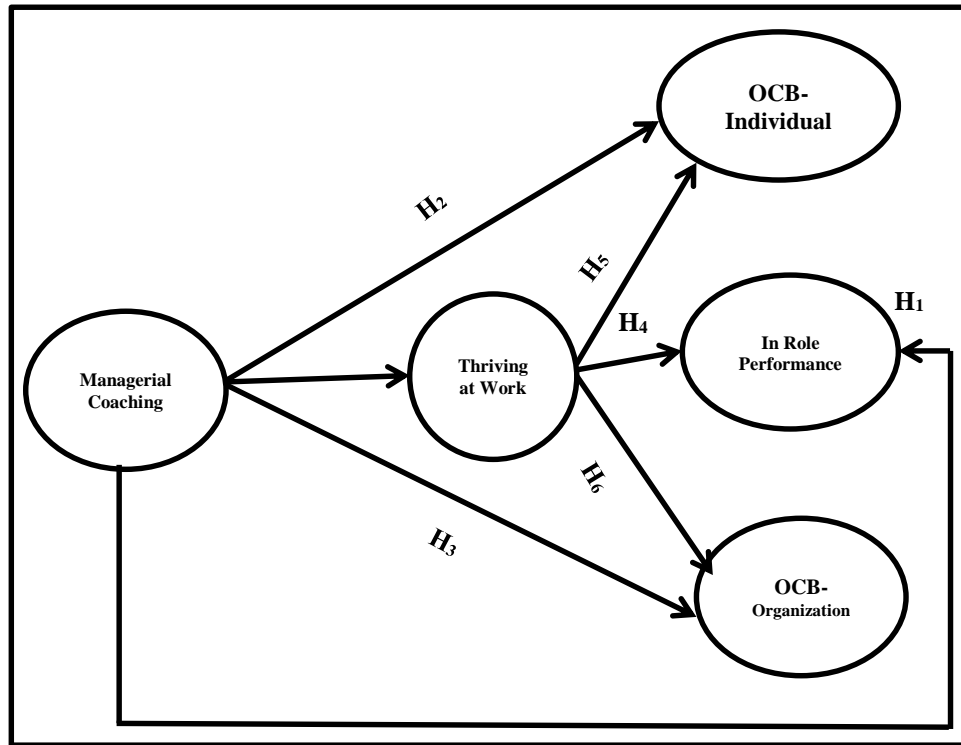 OCB-
Individual
H₂
H₅
H₁
H₄
In Role
Performance
Thriving
at Work
Managerial
Coaching
H₆
H₃
OCB-
Organization